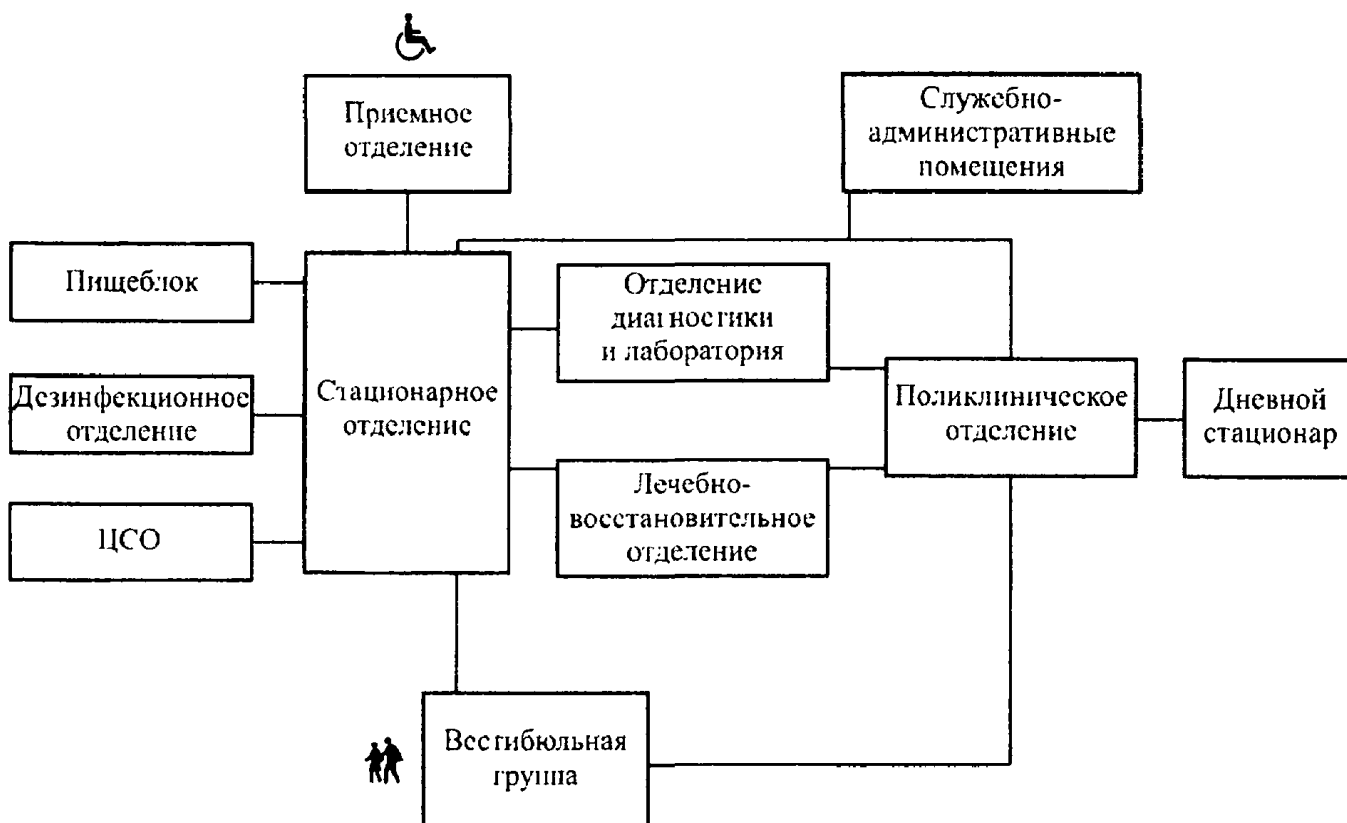 Приемное
отделение
Служебно-
административные
помещения
Пищеблок
Дезинфекционное
отделение
ЦСО
Стационарное
отделение
Отделение
диагностики
и лаборатория
Лечебно-
восстановительное
отделение
Поликлиническое
отделение
Дневной
стационар
Вестибюльная
группа